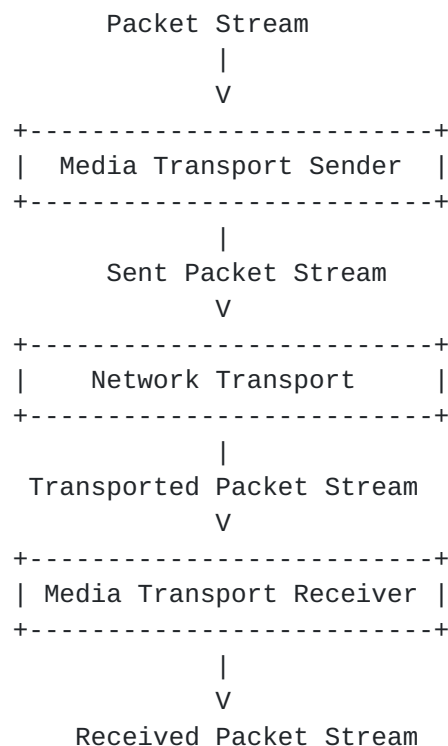 Packet Stream
|
V
+--------------------------+
|  Media Transport Sender  |
+--------------------------+
|
Sent Packet Stream
V
+--------------------------+
|    Network Transport     |
+--------------------------+
|
Transported Packet Stream
V
+--------------------------+
| Media Transport Receiver |
+--------------------------+
|
V
Received Packet Stream